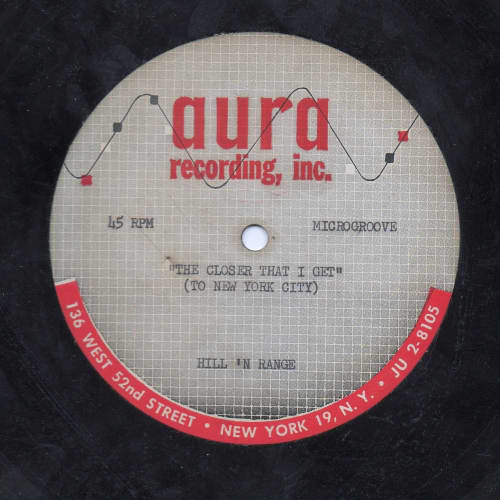 aura
recording, inc.
45 RPM MICROGROOVE
"THE CLOSER THAT I GET"
(TO NEW YORK CITY)
HILL 'N RANGE
136 WEST 52nd STREET • NEW YORK 19, N. Y. • JU 2-8105